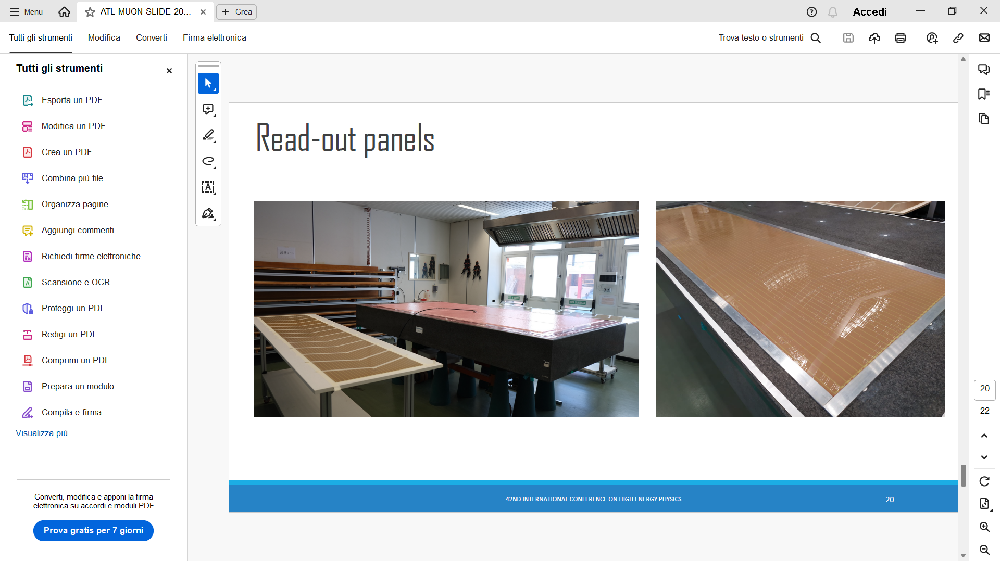 Menu
ATL-MUON-SLIDE-20...
Crea
Accedi
Tutti gli strumenti
Modifica
Converti
Firma elettronica
Trova testo o strumenti
Tutti gli strumenti
Esporta un PDF
Modifica un PDF
Crea un PDF
Combina più file
Organizza pagine
Aggiungi commenti
Richiedi firme elettroniche
Scansione e OCR
Proteggi un PDF
Redigi un PDF
Comprimi un PDF
Prepara un modulo
Compila e firma
Visualizza più
Converti, modifica e apponi la firma
elettronica su accordi e moduli PDF
Prova gratis per 7 giorni
Read-out panels
42ND INTERNATIONAL CONFERENCE ON HIGH ENERGY PHYSICS
20
20
22